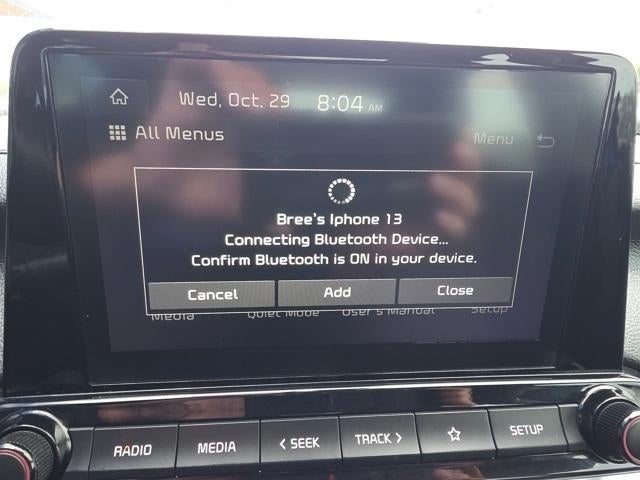 Wed, Oct, 29 8:04 AM
All Menus
Menu
Bree's Iphone 13
Connecting Bluetooth Device...
Confirm Bluetooth is ON in your device.
Cancel Add Close
Media Quiet Mode User's Manual Setup
RADIO MEDIA < SEEK TRACK > ☆ SETUP